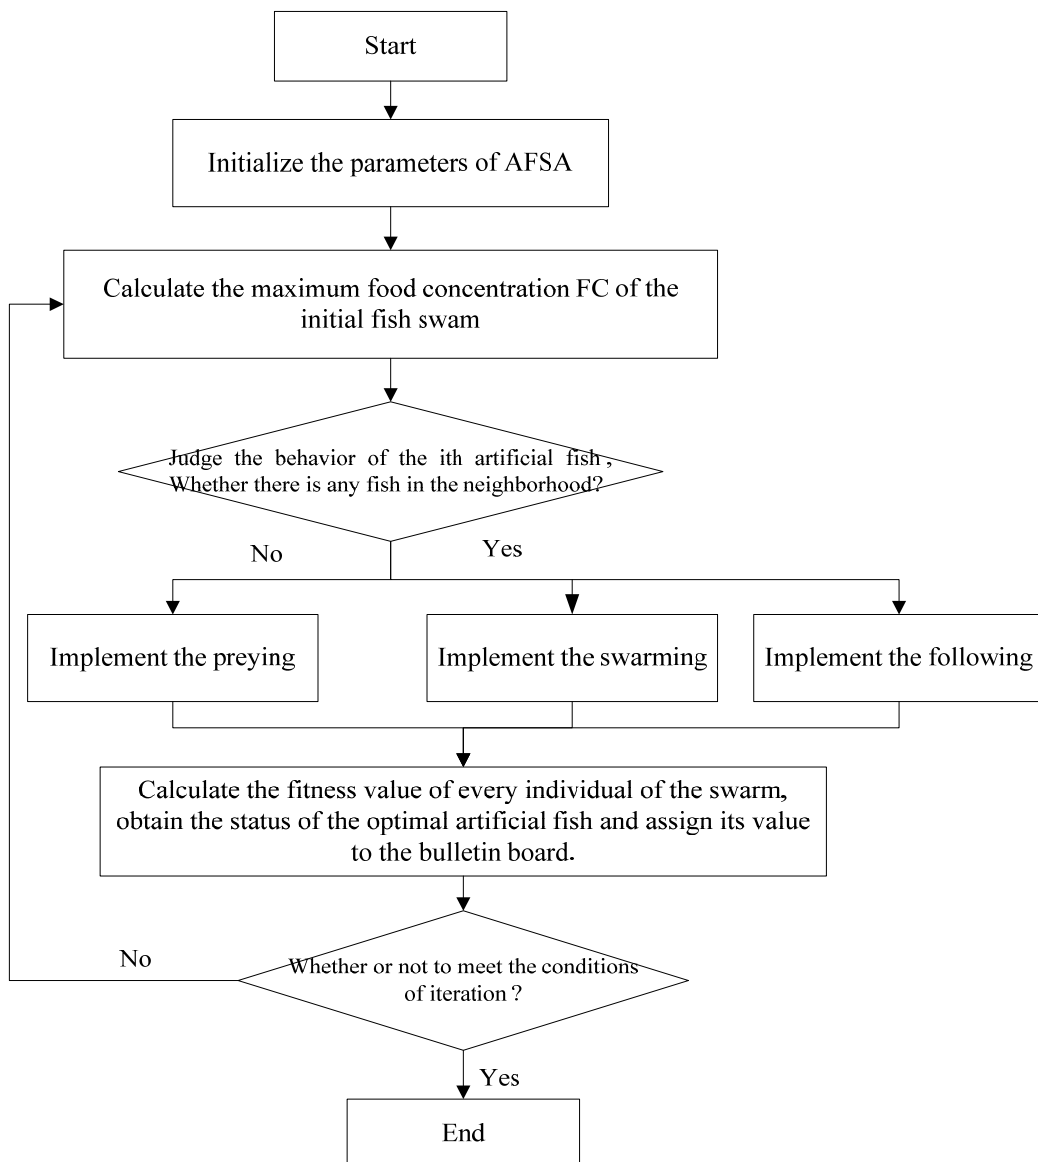 Start
Initialize the parameters of AFSA
Calculate the maximum food concentration FC of the
initial fish swam
Judge the behavior of the ith artificial fish ,
Whether there is any fish in the neighborhood?
No
Yes
Implement the preying
Implement the swarming
Implement the following
Calculate the fitness value of every individual of the swarm,
obtain the status of the optimal artificial fish and assign its value
to the bulletin board.
No
Whether or not to meet the conditions
of iteration ?
Yes
End